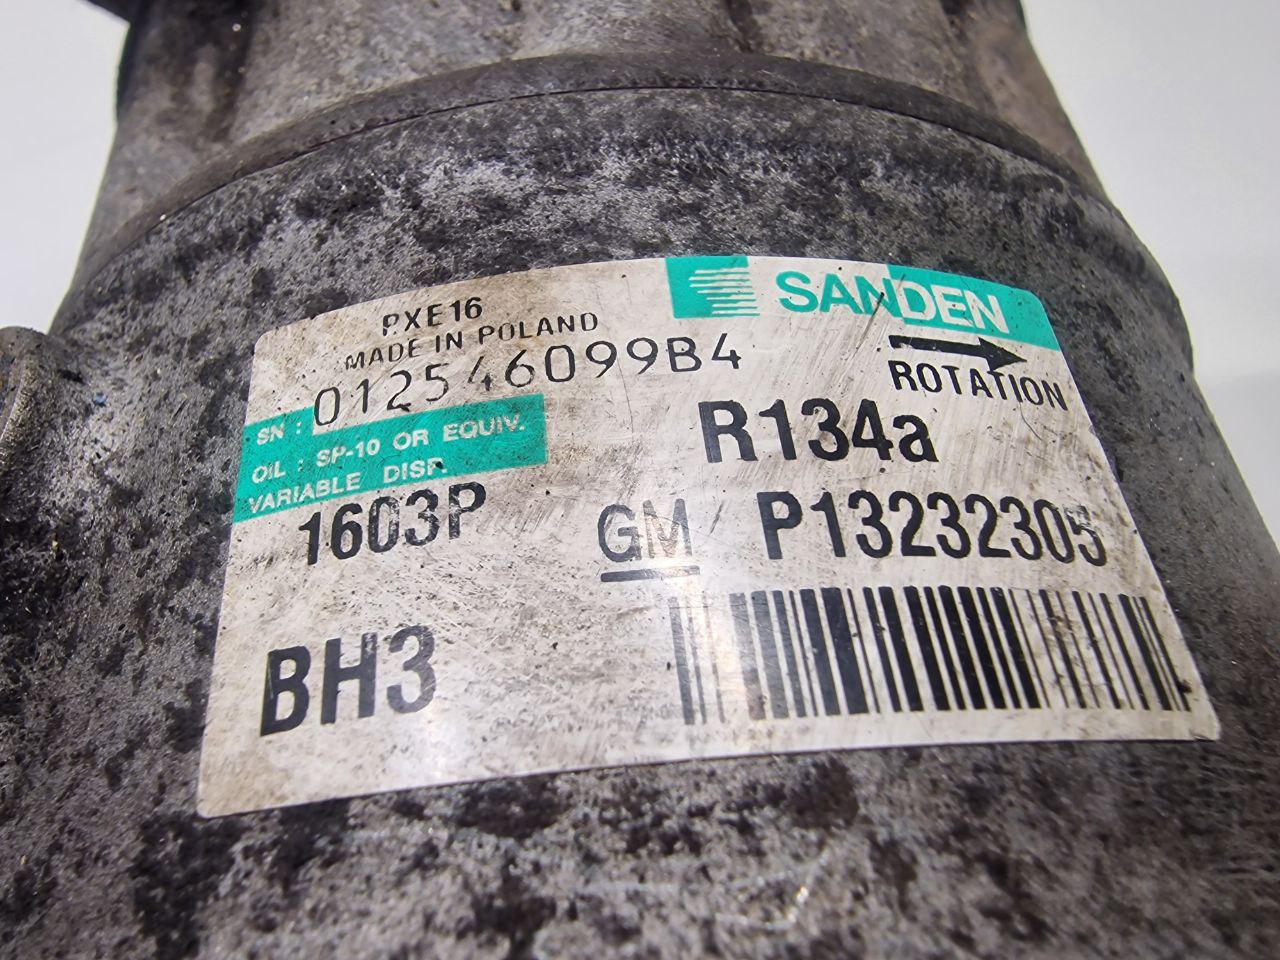 SANDEN
PXE16
MADE IN POLAND
SN : 012546099B4
ROTATION
OIL : SP-10 OR EQUIV.
VARIABLE DISP.
R134a
1603P
GM P13232305
BH3